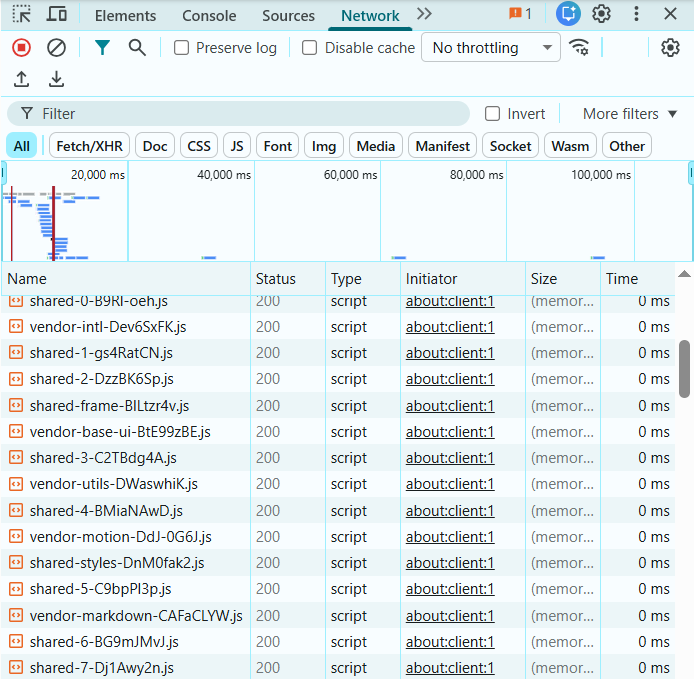 Elements Console Sources Network 1
Preserve log Disable cache No throttling
Filter Invert More filters
All Fetch/XHR Doc CSS JS Font Img Media Manifest Socket Wasm Other
20,000 ms 40,000 ms 60,000 ms 80,000 ms 100,000 ms
Name Status Type Initiator Size Time
shared-0-B9RI-oeh.js 200 script about:client:1 (memor... 0 ms
vendor-intl-Dev6SxFK.js 200 script about:client:1 (memor... 0 ms
shared-1-gs4RatCN.js 200 script about:client:1 (memor... 0 ms
shared-2-DzzBK6Sp.js 200 script about:client:1 (memor... 0 ms
shared-frame-BILtzr4v.js 200 script about:client:1 (memor... 0 ms
vendor-base-ui-BtE99zBE.js 200 script about:client:1 (memor... 0 ms
shared-3-C2TBdg4A.js 200 script about:client:1 (memor... 0 ms
vendor-utils-DWaswhiK.js 200 script about:client:1 (memor... 0 ms
shared-4-BMiaNAwD.js 200 script about:client:1 (memor... 0 ms
vendor-motion-DdJ-0G6J.js 200 script about:client:1 (memor... 0 ms
shared-styles-DnM0fak2.js 200 script about:client:1 (memor... 0 ms
shared-5-C9bpPI3p.js 200 script about:client:1 (memor... 0 ms
vendor-markdown-CAFaCLYW.js 200 script about:client:1 (memor... 0 ms
shared-6-BG9mJMvJ.js 200 script about:client:1 (memor... 0 ms
shared-7-Dj1Awy2n.js 200 script about:client:1 (memor... 0 ms